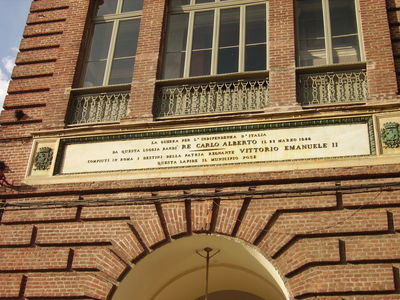 LA GUERRA PER L'INDIPENDENZA D'ITALIA
DA QUESTA LOGGIA BANDÌ RE CARLO ALBERTO IL 23 MARZO 1848
COMPIUTI IN ROMA I DESTINI DELLA PATRIA REGNANTE VITTORIO EMANUELE II
QUESTA LAPIDE IL MUNICIPIO POSE